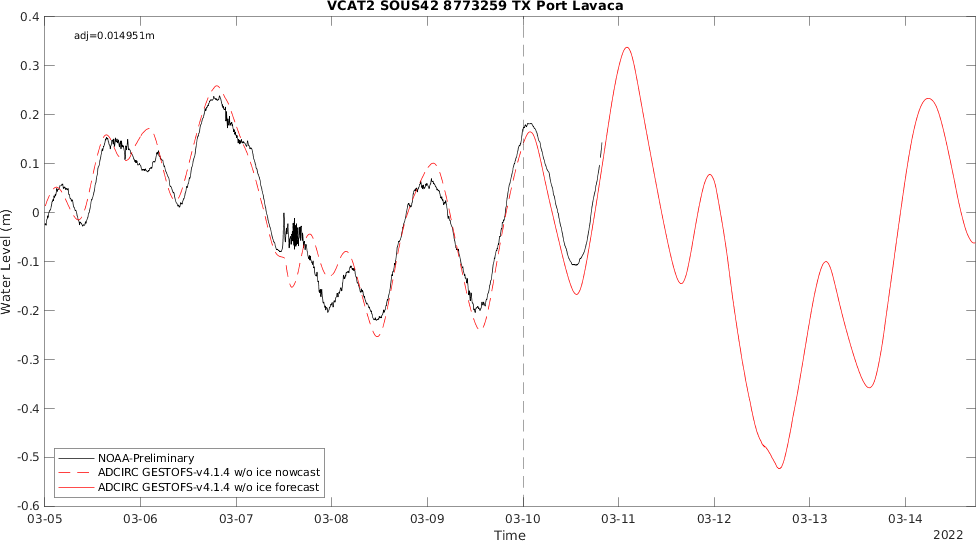 VCAT2 SOUS42 8773259 TX Port Lavaca
adj=0.014951m
0.4
0.3
0.2
0.1
0
-0.1
-0.2
-0.3
-0.4
-0.5
-0.6
Water Level (m)
NOAA-Preliminary
ADCIRC GESTOFS-v4.1.4 w/o ice nowcast
ADCIRC GESTOFS-v4.1.4 w/o ice forecast
03-05 03-06 03-07 03-08 03-09 03-10 03-11 03-12 03-13 03-14
Time
2022